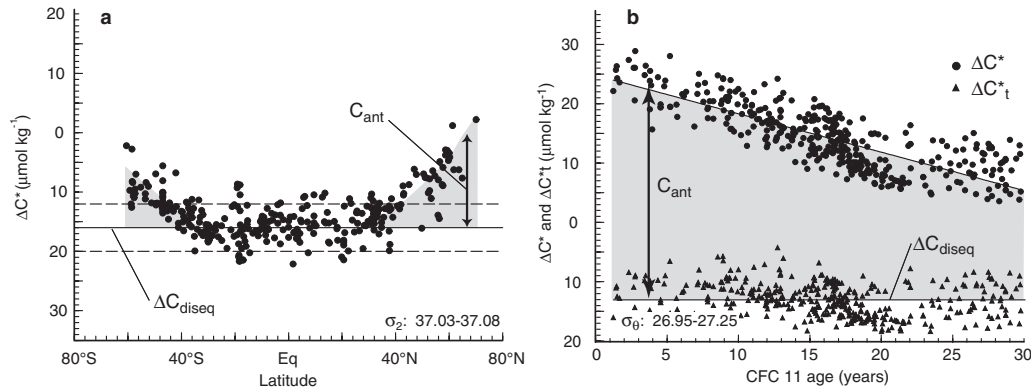 a
ΔC* (μmol kg⁻¹)
20
10
0
10
20
30
C_ant
ΔC_diseq
σ₂: 37.03-37.08
80°S
40°S
Eq
40°N
80°N
Latitude
b
ΔC* and ΔC*t (μmol kg⁻¹)
30
20
10
0
10
20
ΔC*
ΔC*_t
C_ant
ΔC_diseq
σ_θ: 26.95-27.25
0
5
10
15
20
25
30
CFC 11 age (years)